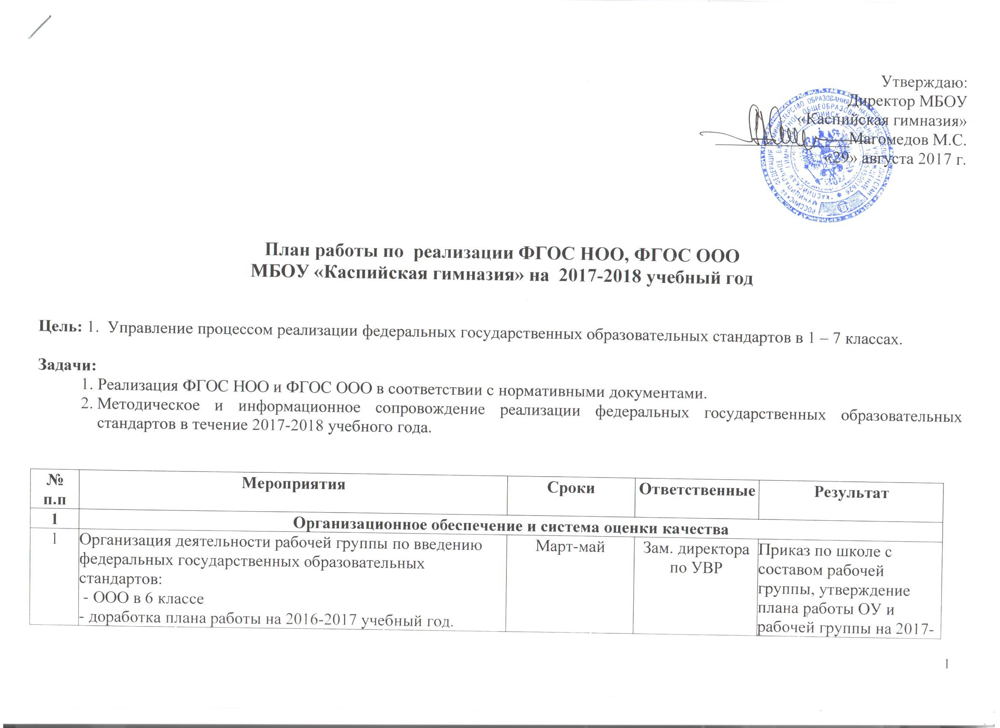 Утверждаю:
Директор МБОУ
«Каспийская гимназия»
Магомедов М.С.
«29» августа 2017 г.
План работы по реализации ФГОС НОО, ФГОС ООО
МБОУ «Каспийская гимназия» на 2017-2018 учебный год
Цель: 1. Управление процессом реализации федеральных государственных образовательных стандартов в 1 – 7 классах.
Задачи:
1. Реализация ФГОС НОО и ФГОС ООО в соответствии с нормативными документами.
2. Методическое и информационное сопровождение реализации федеральных государственных образовательных
стандартов в течение 2017-2018 учебного года.
№
п.п
Мероприятия
Сроки
Ответственные
Результат
1
Организационное обеспечение и система оценки качества
1
Организация деятельности рабочей группы по введению
федеральных государственных образовательных
стандартов:
- ООО в 6 классе
- доработка плана работы на 2016-2017 учебный год.
Март-май
Зам. директора
по УВР
Приказ по школе с
составом рабочей
группы, утверждение
плана работы ОУ и
рабочей группы на 2017-
1